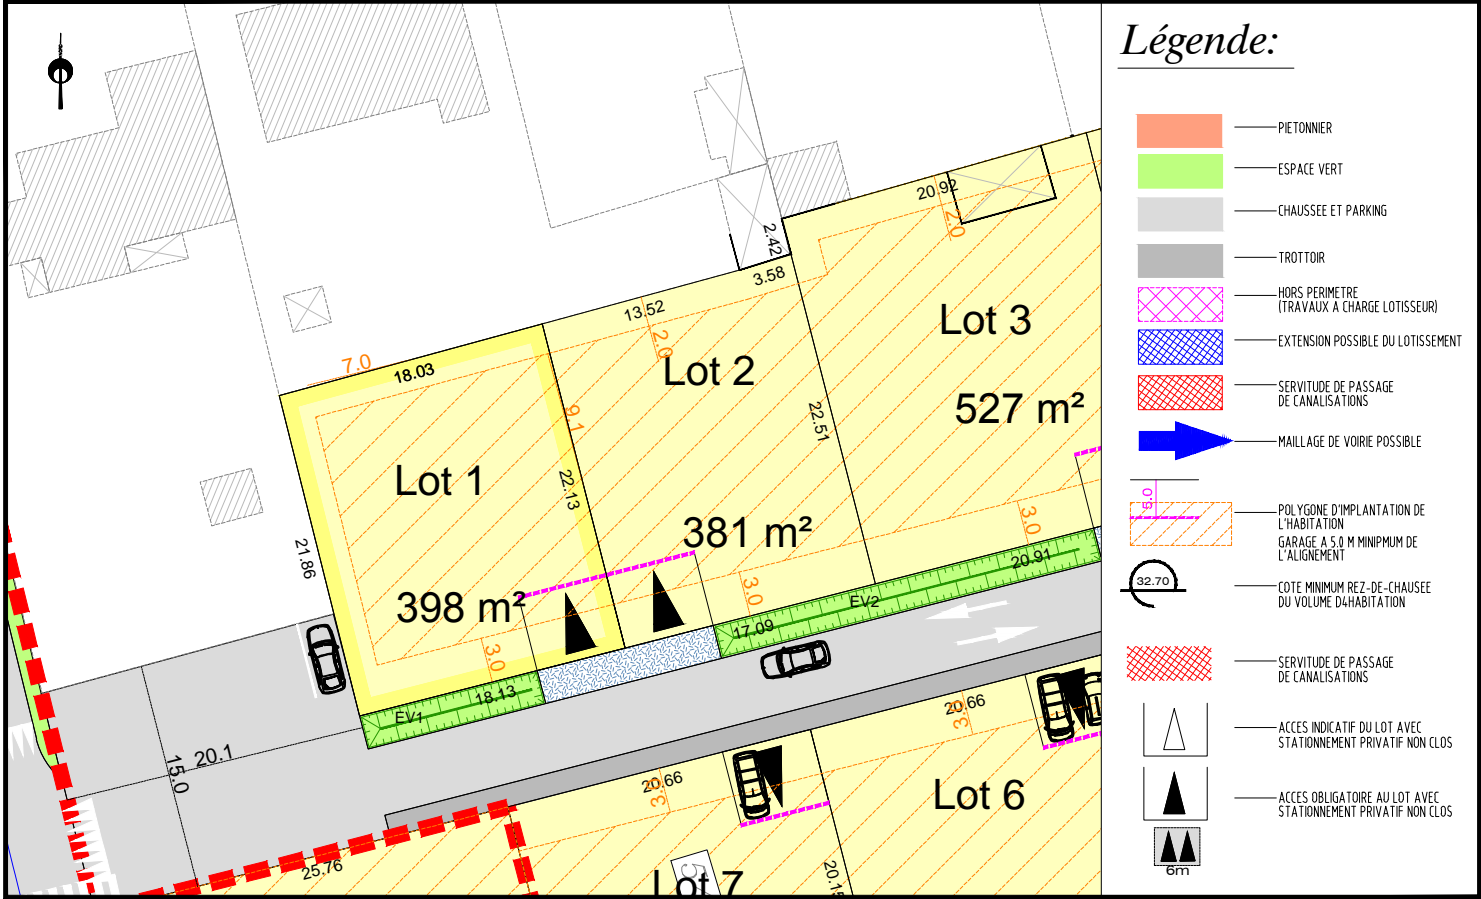 Légende:
PIETONNIER
ESPACE VERT
CHAUSSEE ET PARKING
TROTTOIR
HORS PERIMETRE
(TRAVAUX A CHARGE LOTISSEUR)
EXTENSION POSSIBLE DU LOTISSEMENT
SERVITUDE DE PASSAGE
DE CANALISATIONS
MAILLAGE DE VOIRIE POSSIBLE
5.0
POLYGONE D'IMPLANTATION DE
L'HABITATION
GARAGE A 5.0 M MINIPMUM DE
L'ALIGNEMENT
32.70
COTE MINIMUM REZ-DE-CHAUSEE
DU VOLUME D4HABITATION
SERVITUDE DE PASSAGE
DE CANALISATIONS
ACCES INDICATIF DU LOT AVEC
STATIONNEMENT PRIVATIF NON CLOS
ACCES OBLIGATOIRE AU LOT AVEC
STATIONNEMENT PRIVATIF NON CLOS
6m
20.92
2.0
2.42
3.58
13.52
2.0
Lot 3
527 m²
Lot 2
7.0
18.03
9.1
22.51
Lot 1
22.13
381 m²
398 m²
21.86
3.0
3.0
3.0
20.91
EV2
17.09
18.13
EV1
20.1
15.0
20.66
3.0
20.66
3.0
Lot 6
25.76
Lot 7
20.15